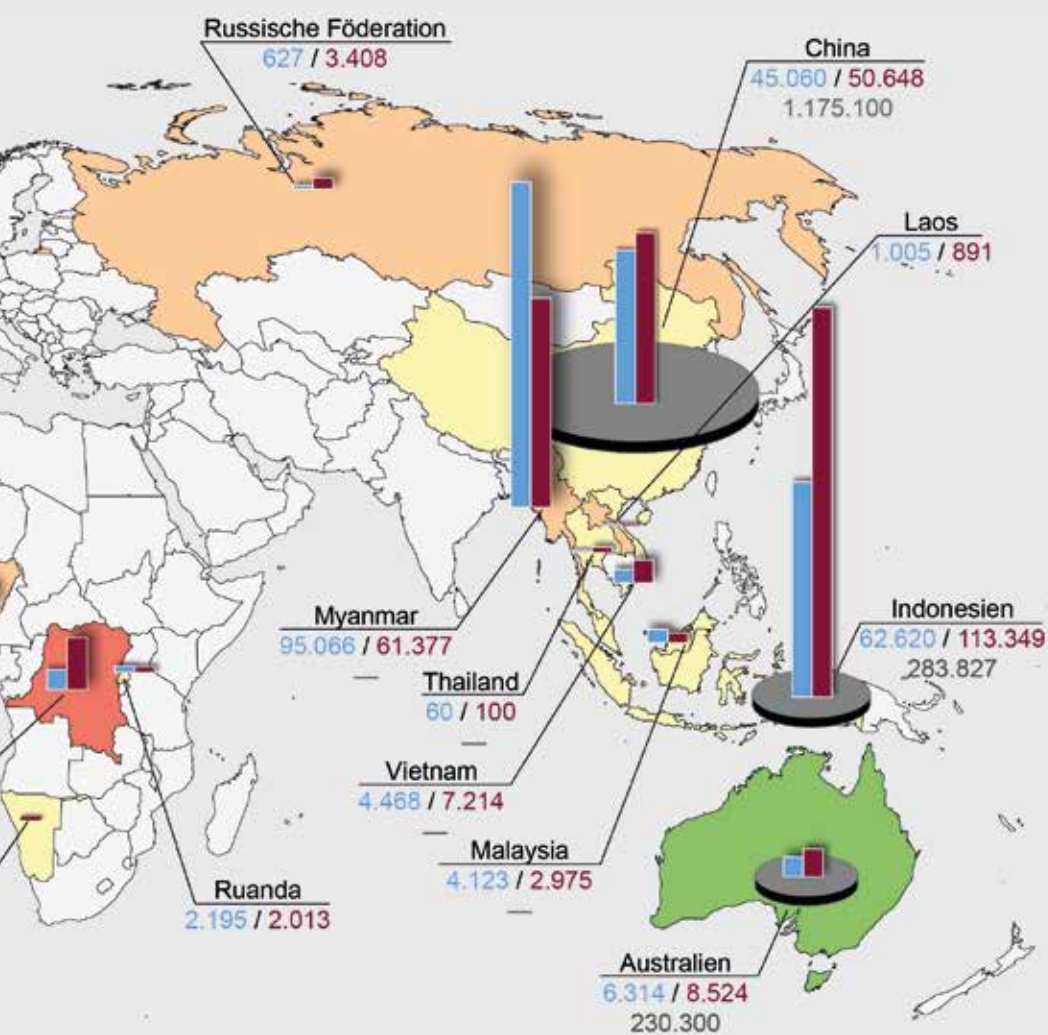 Russische Föderation
627 / 3.408
China
45.060 / 50.648
1.175.100
Laos
1.005 / 891
Myanmar
95.066 / 61.377
—
Indonesien
62.620 / 113.349
283.827
Thailand
60 / 100
—
Vietnam
4.468 / 7.214
—
Malaysia
4.123 / 2.975
—
Ruanda
2.195 / 2.013
Australien
6.314 / 8.524
230.300